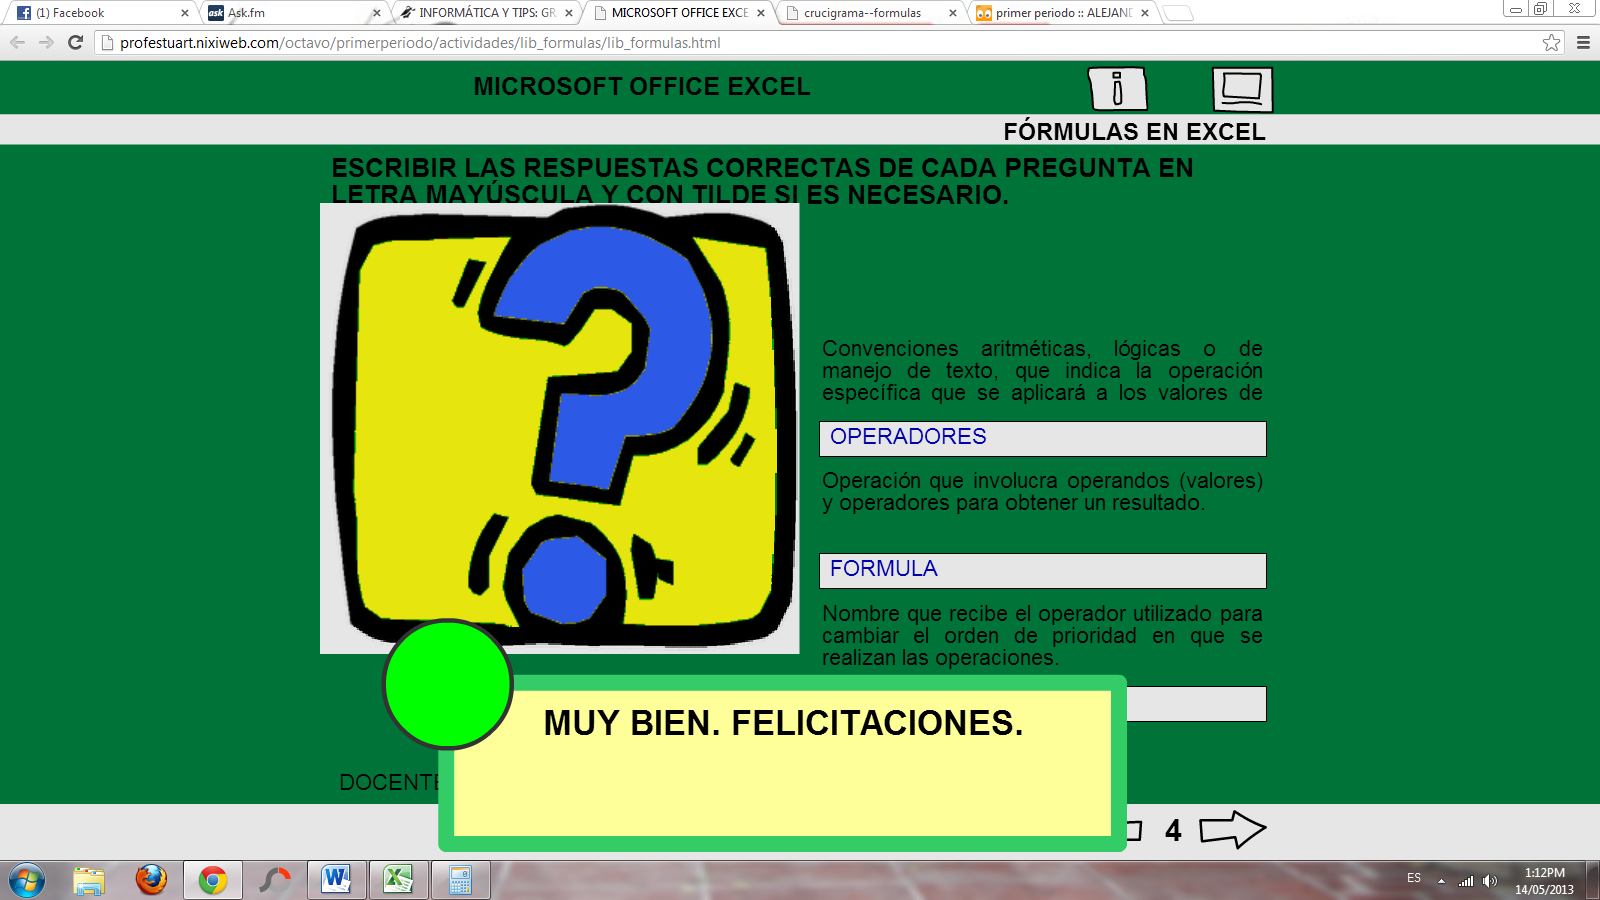 (1) Facebook
Ask.fm
INFORMÁTICA Y TIPS: GR
MICROSOFT OFFICE EXCE
crucigrama--formulas
primer periodo :: ALEJAND
profestuart.nixiweb.com/octavo/primerperiodo/actividades/lib_formulas/lib_formulas.html
MICROSOFT OFFICE EXCEL
FÓRMULAS EN EXCEL
ESCRIBIR LAS RESPUESTAS CORRECTAS DE CADA PREGUNTA EN
LETRA MAYÚSCULA Y CON TILDE SI ES NECESARIO.
Convenciones aritméticas, lógicas o de
manejo de texto, que indica la operación
específica que se aplicará a los valores de
OPERADORES
Operación que involucra operandos (valores)
y operadores para obtener un resultado.
FORMULA
Nombre que recibe el operador utilizado para
cambiar el orden de prioridad en que se
realizan las operaciones.
MUY BIEN. FELICITACIONES.
DOCENTE
4
ES
1:12PM
14/05/2013